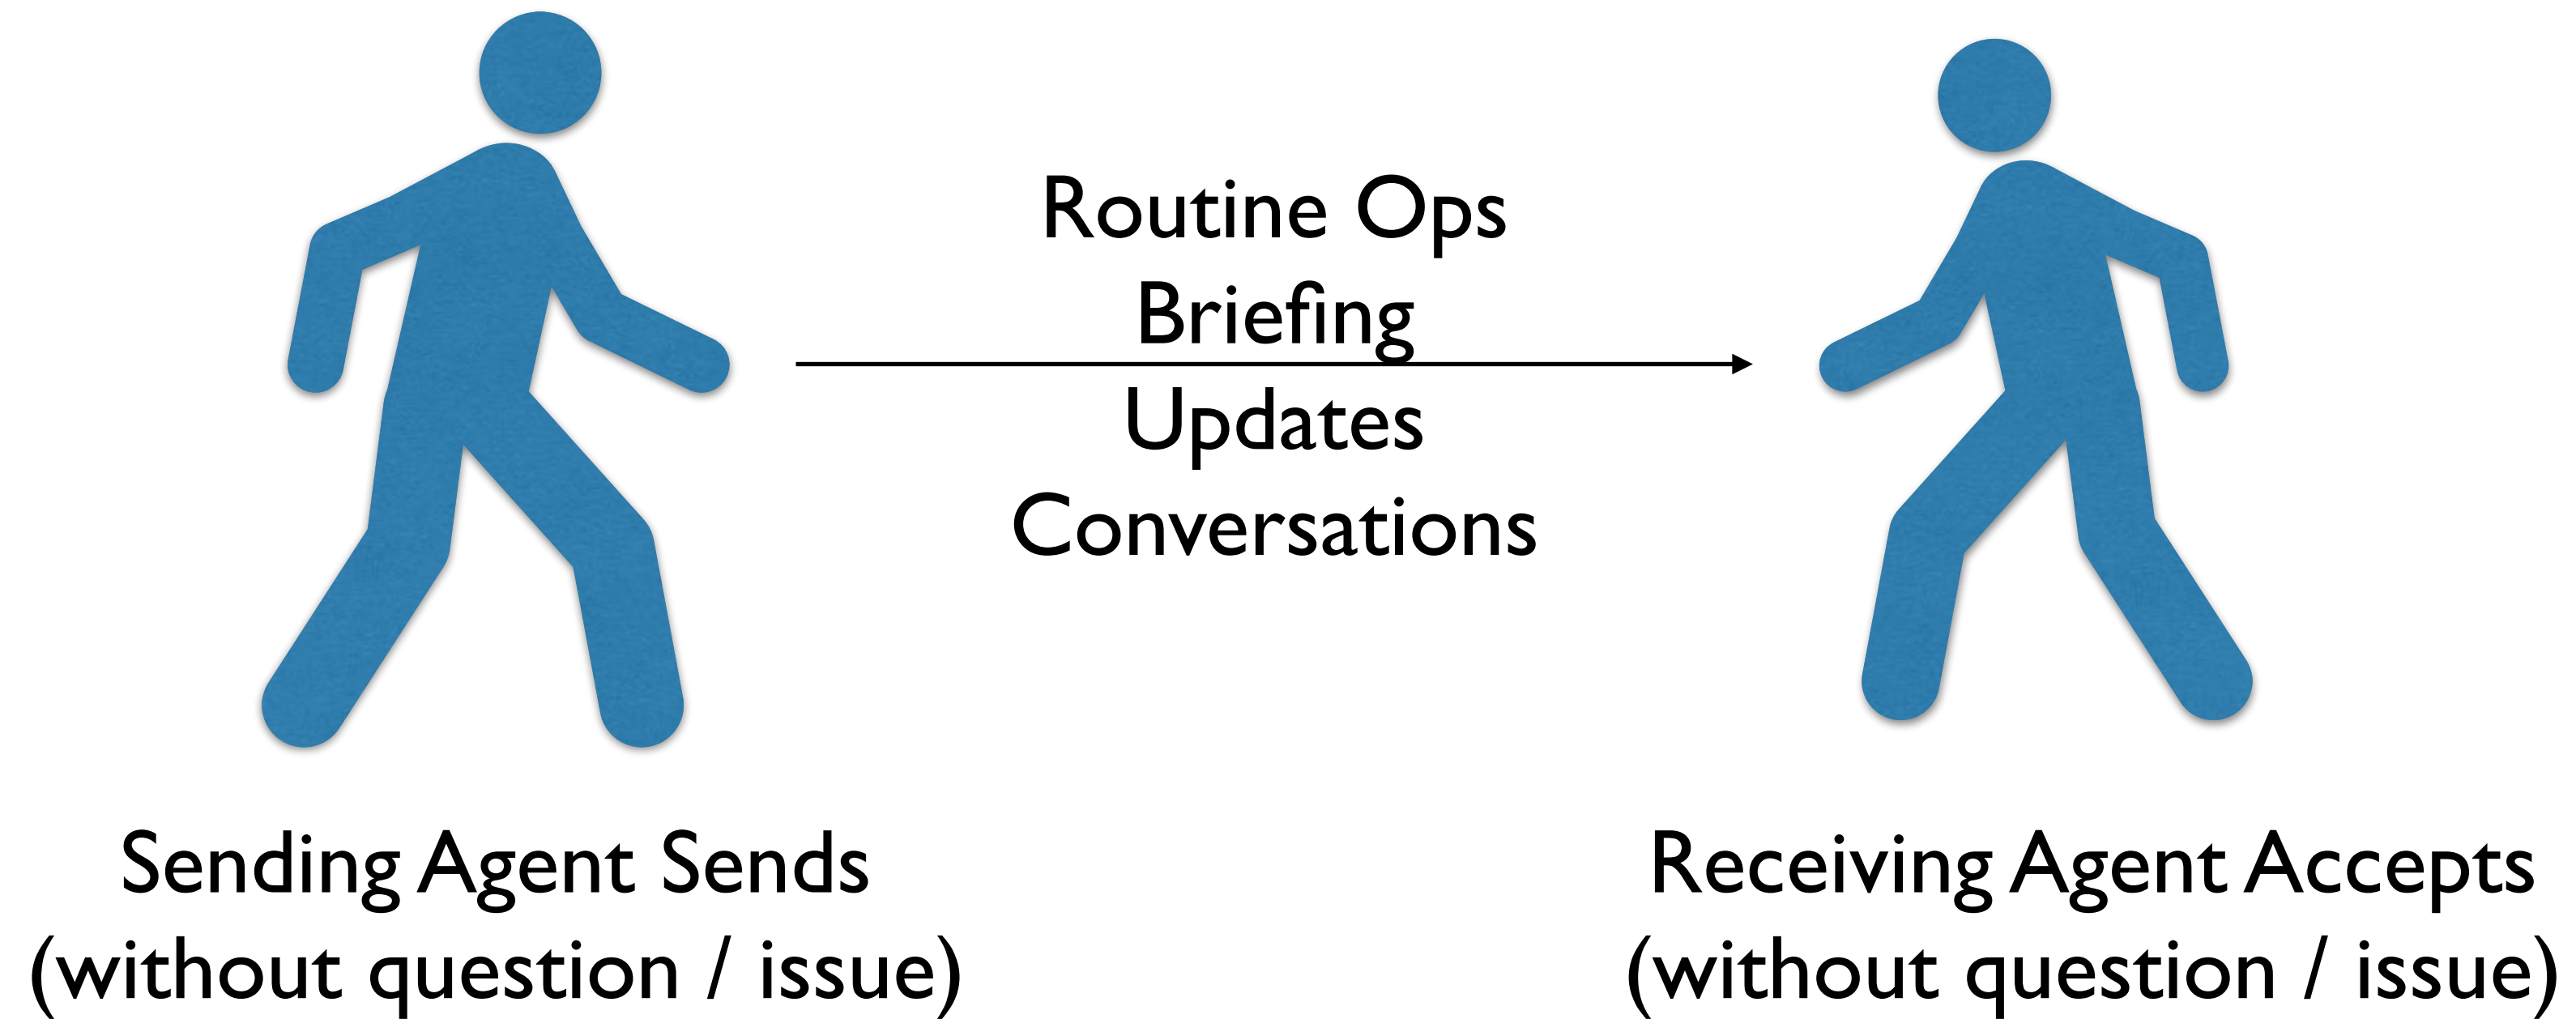 Routine Ops
Briefing
Updates
Conversations
Sending Agent Sends
(without question / issue)
Receiving Agent Accepts
(without question / issue)